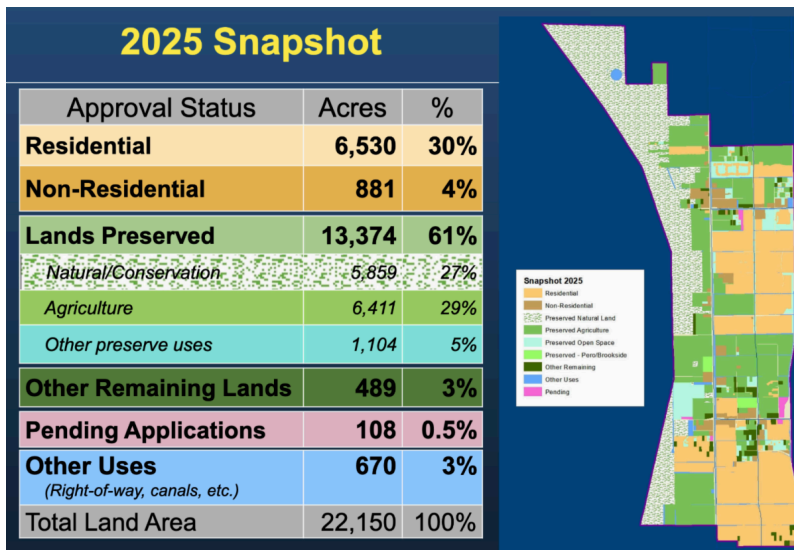 2025 Snapshot
Approval Status Acres %
Residential 6,530 30%
Non-Residential 881 4%
Lands Preserved 13,374 61%
Natural/Conservation 5,859 27%
Agriculture 6,411 29%
Other preserve uses 1,104 5%
Other Remaining Lands 489 3%
Pending Applications 108 0.5%
Other Uses 670 3%
(Right-of-way, canals, etc.)
Total Land Area 22,150 100%
Snapshot 2025
Residential
Non-Residential
Preserved Natural Land
Preserved Agriculture
Preserved Open Space
Preserved - Pero/Brookside
Other Remaining
Other Uses
Pending